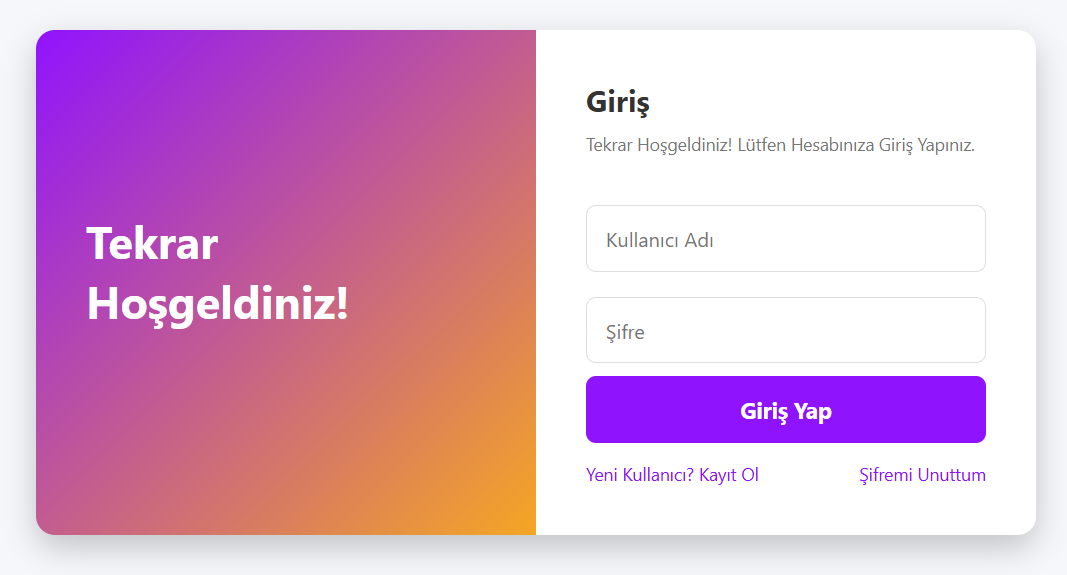 Tekrar
Hoşgeldiniz!
Giriş
Tekrar Hoşgeldiniz! Lütfen Hesabınıza Giriş Yapınız.
Kullanıcı Adı
Şifre
Giriş Yap
Yeni Kullanıcı? Kayıt Ol
Şifremi Unuttum